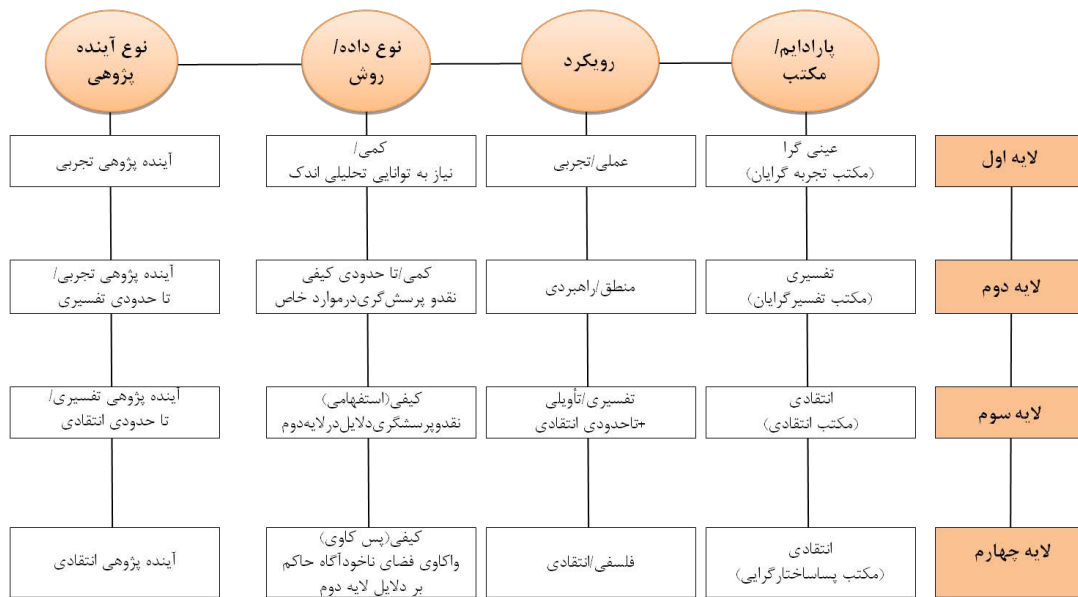 پارادایم/
مکتب
رویکرد
نوع داده/
روش
نوع آینده
پژوهی
لایه اول
عینی گرا
(مکتب تجربه گرایان)
عملی/تجربی
کمی/
نیاز به توانایی تحلیلی اندک
آینده پژوهی تجربی
لایه دوم
تفسیری
(مکتب تفسیرگرایان)
منطق/راهبردی
کمی/تا حدودی کیفی
نقدو پرسش‌گری‌درموارد خاص
آینده پژوهی تجربی/
تا حدودی تفسیری
لایه سوم
انتقادی
(مکتب انتقادی)
تفسیری/تأویلی
+تاحدودی انتقادی
کیفی(استفهامی)
نقدوپرسشگری‌دلایل‌درلایه‌دوم
آینده پژوهی تفسیری/
تا حدودی انتقادی
لایه چهارم
انتقادی
(مکتب پساساختارگرایی)
فلسفی/انتقادی
کیفی(پس کاوی)
واکاوی فضای ناخودآگاه حاکم
بر دلایل لایه دوم
آینده پژوهی انتقادی